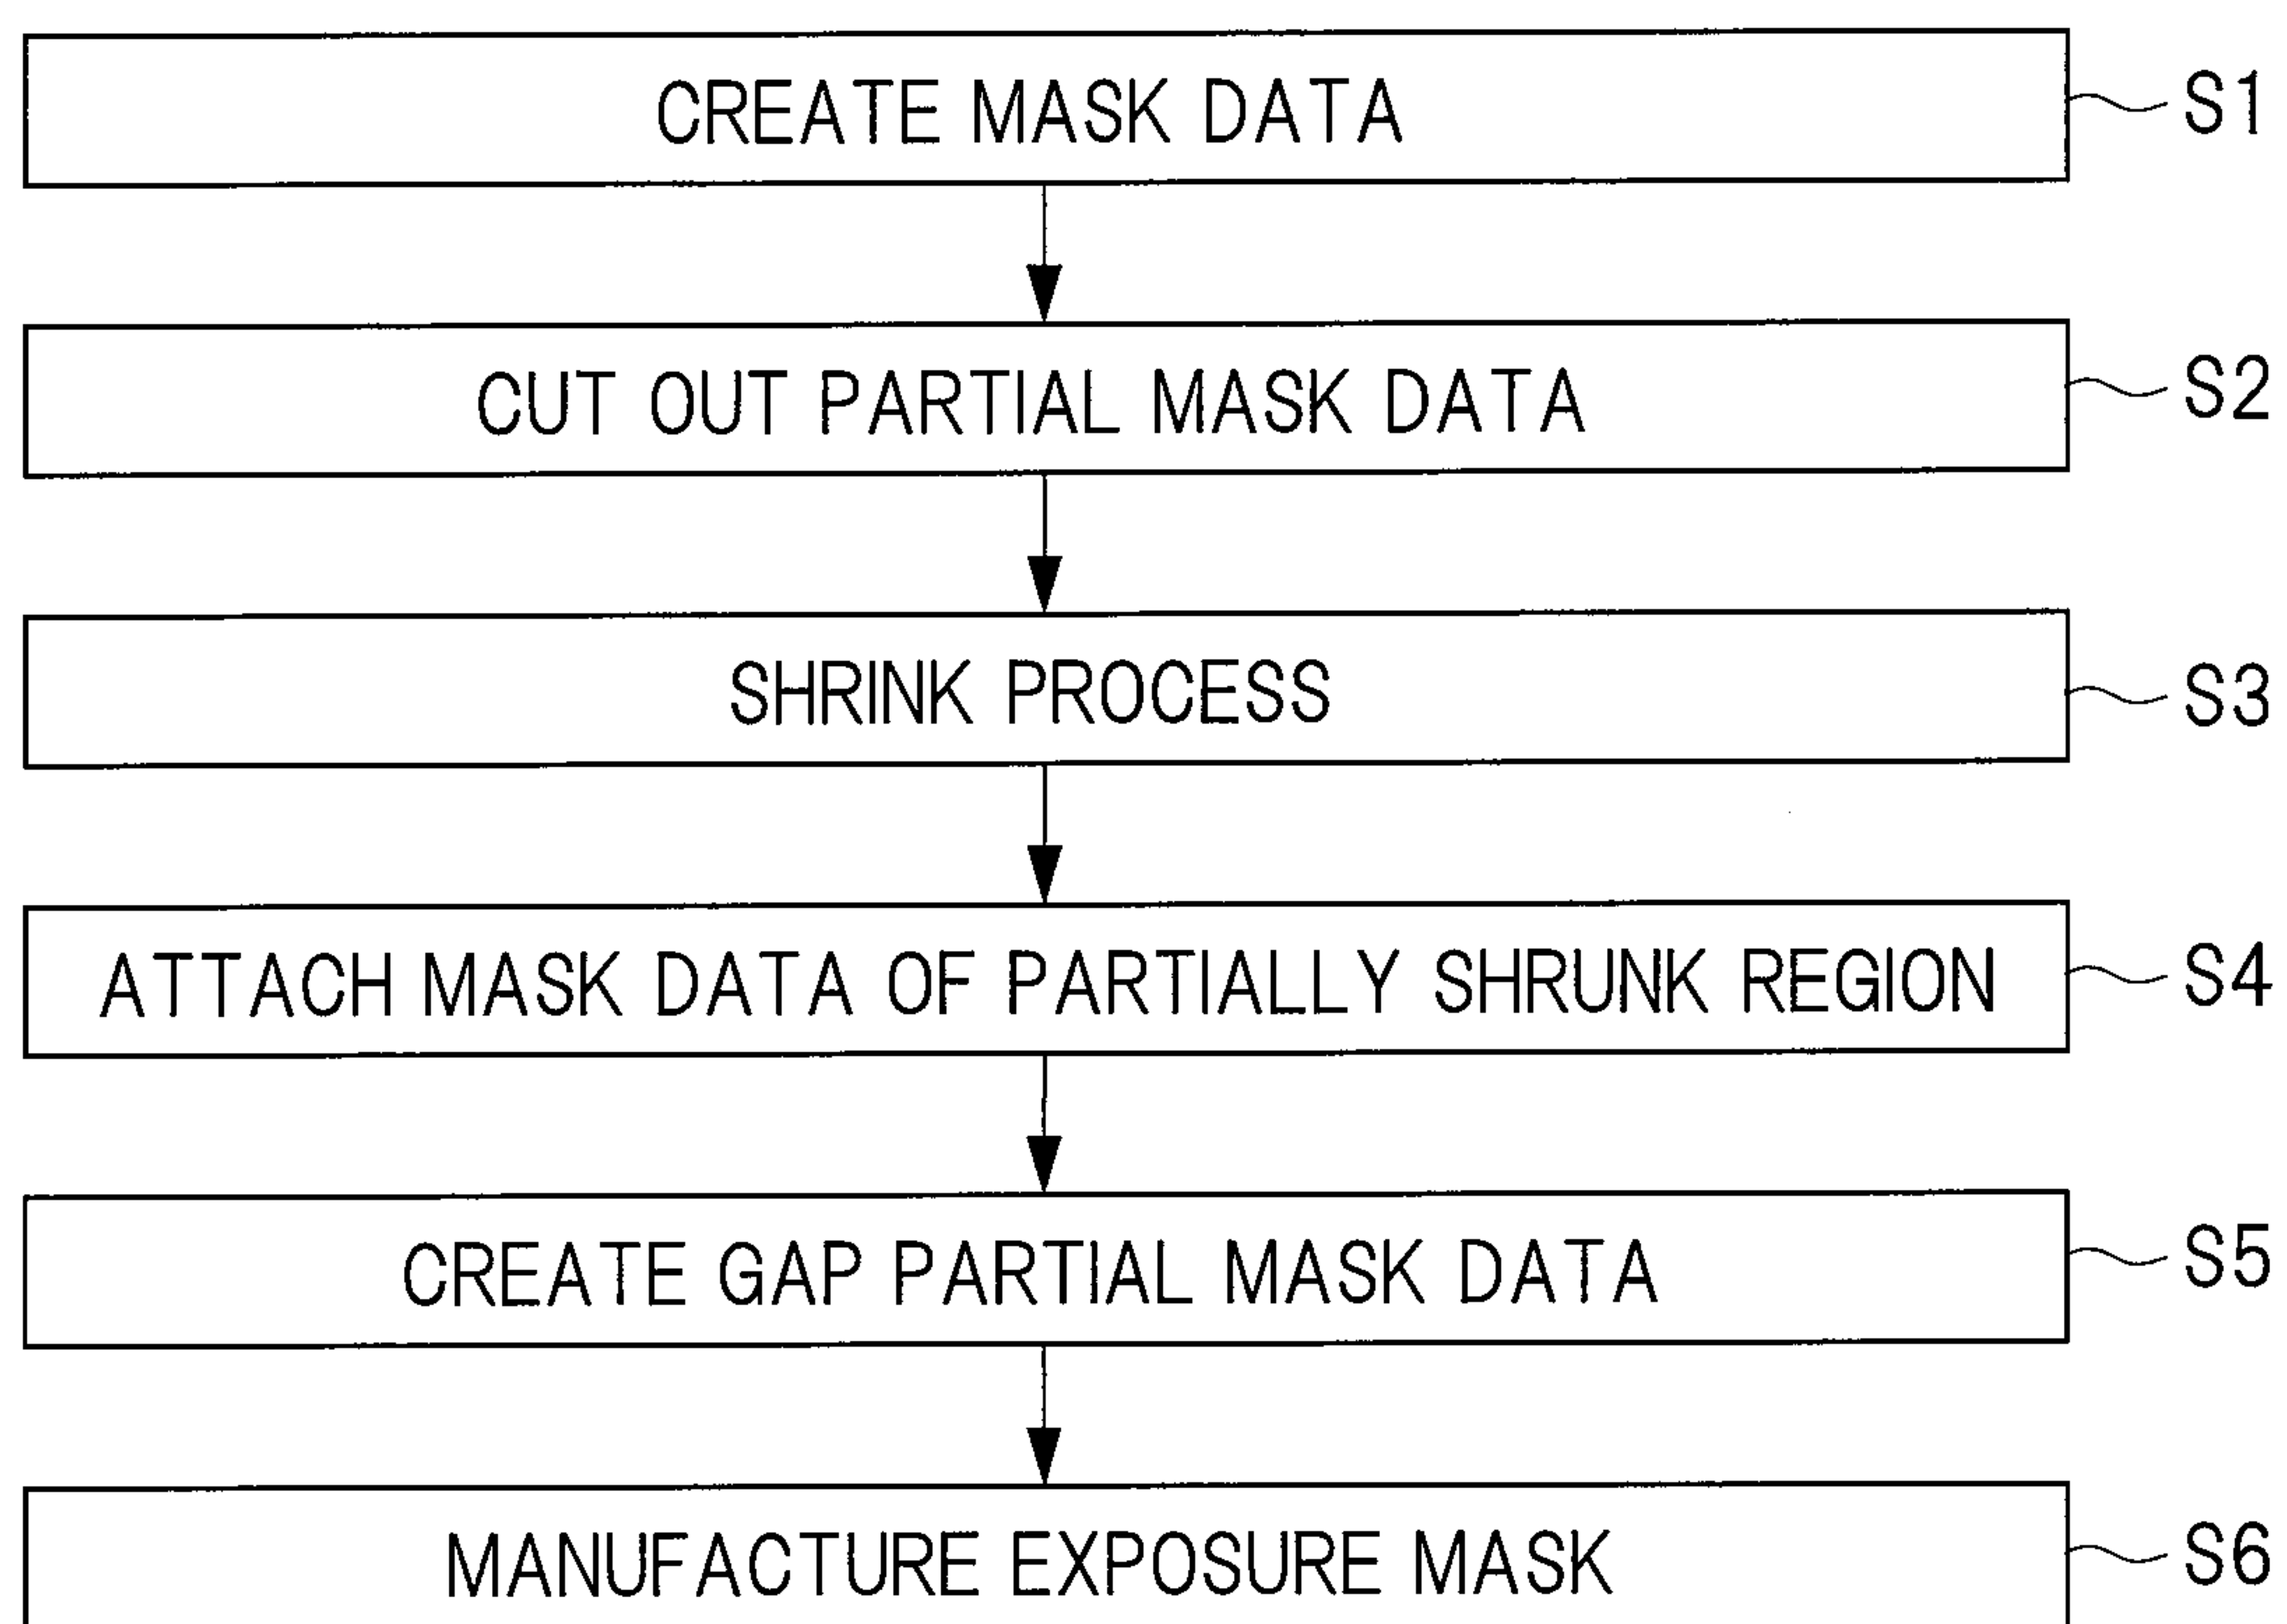 CREATE MASK DATA S1
CUT OUT PARTIAL MASK DATA S2
SHRINK PROCESS S3
ATTACH MASK DATA OF PARTIALLY SHRUNK REGION S4
CREATE GAP PARTIAL MASK DATA S5
MANUFACTURE EXPOSURE MASK S6